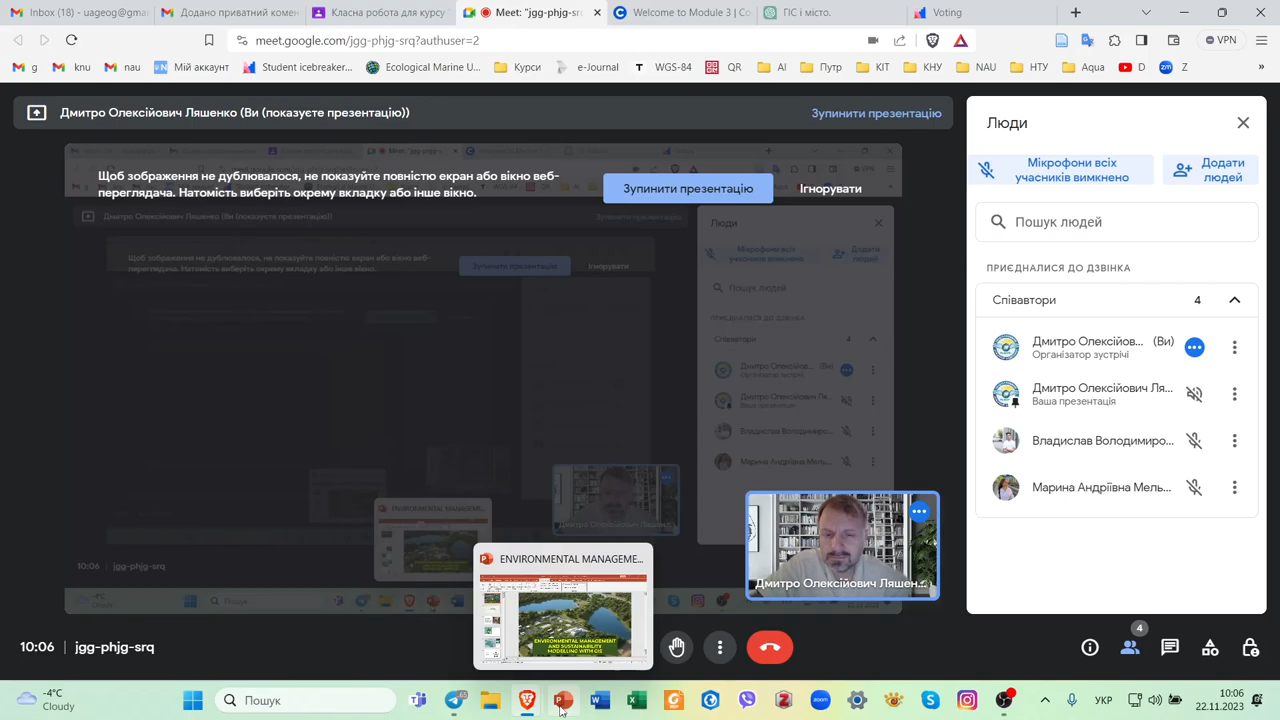 Inbox (18) - uageog@gma
Додано приватний комен
Класна робота для курсу
Meet: "jgg-phjg-sr
Welcome to Module 3 | Co
ГІС і місто.
Voting
meet.google.com/jgg-phjg-srq?authuser=2
VPN
g
knu
nau
Мій аккаунт
Student icebreaker...
Ecological Marine U...
Курси
e-Journal
WGS-84
QR
AI
Путр
KIT
КНУ
NAU
НТУ
Aqua
D
Z
»
Дмитро Олексійович Ляшенко (Ви (показуєте презентацію))
Зупинити презентацію
Щоб зображення не дублювалося, не показуйте повністю екран або вікно веб-
переглядача. Натомість виберіть окрему вкладку або інше вікно.
Зупинити презентацію
Ігнорувати
Люди
Мікрофони всіх
учасників вимкнено
Додати
людей
Пошук людей
ПРИЄДНАЛИСЯ ДО ДЗВІНКА
Співавтори
4
Дмитро Олексійов... (Ви)
Організатор зустрічі
Дмитро Олексійович Ля...
Ваша презентація
Владислав Володимиро...
Марина Андріївна Мель...
ENVIRONMENTAL MANAGEME...
ENVIRONMENTAL MANAGEMENT
AND SUSTAINABILITY
MODELLING WITH GIS
Дмитро Олексійович Ляшен...
10:06
jgg-phjg-srq
4
-4°C
Cloudy
Пошук
65
zoom
УКР
10:06
22.11.2023